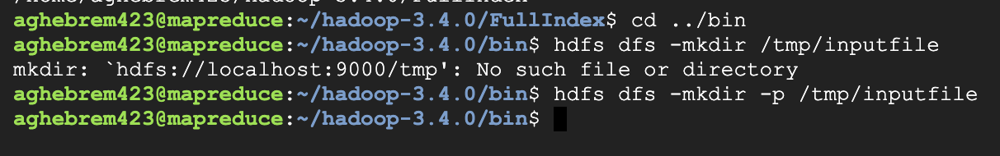 aghebrem423@mapreduce:~/hadoop-3.4.0/FullIndex$ cd ../bin
aghebrem423@mapreduce:~/hadoop-3.4.0/bin$ hdfs dfs -mkdir /tmp/inputfile
mkdir: `hdfs://localhost:9000/tmp': No such file or directory
aghebrem423@mapreduce:~/hadoop-3.4.0/bin$ hdfs dfs -mkdir -p /tmp/inputfile
aghebrem423@mapreduce:~/hadoop-3.4.0/bin$